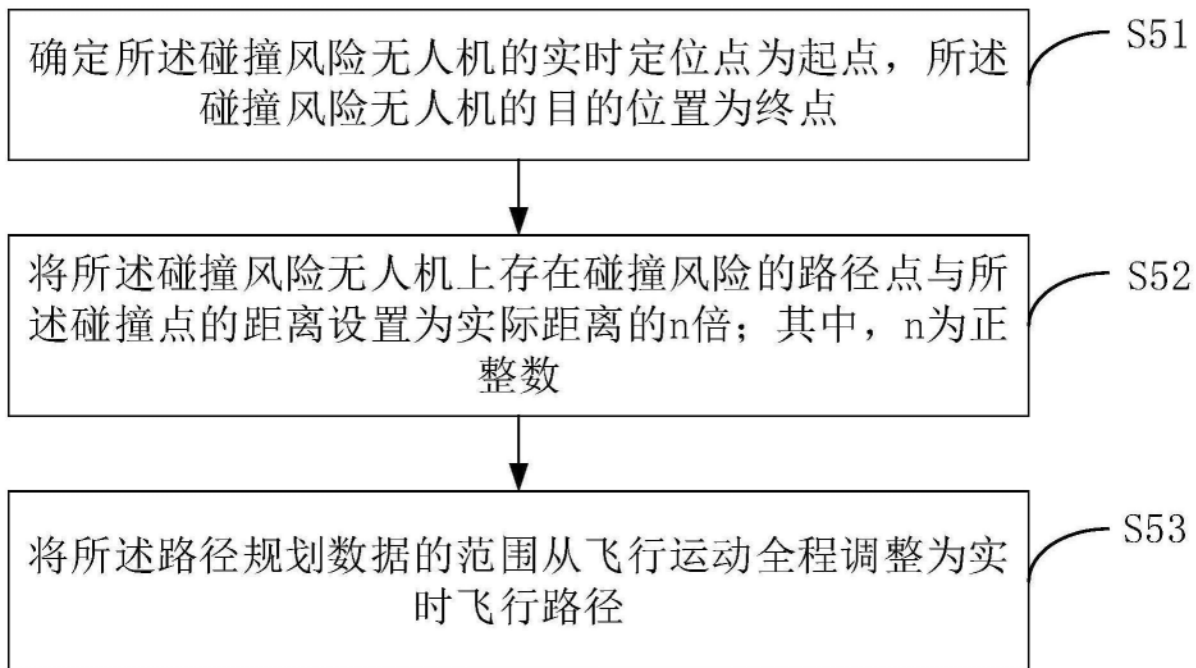 确定所述碰撞风险无人机的实时定位点为起点，所述
碰撞风险无人机的目的位置为终点
S51
将所述碰撞风险无人机上存在碰撞风险的路径点与所
述碰撞点的距离设置为实际距离的n倍；其中，n为正
整数
S52
将所述路径规划数据的范围从飞行运动全程调整为实
时飞行路径
S53